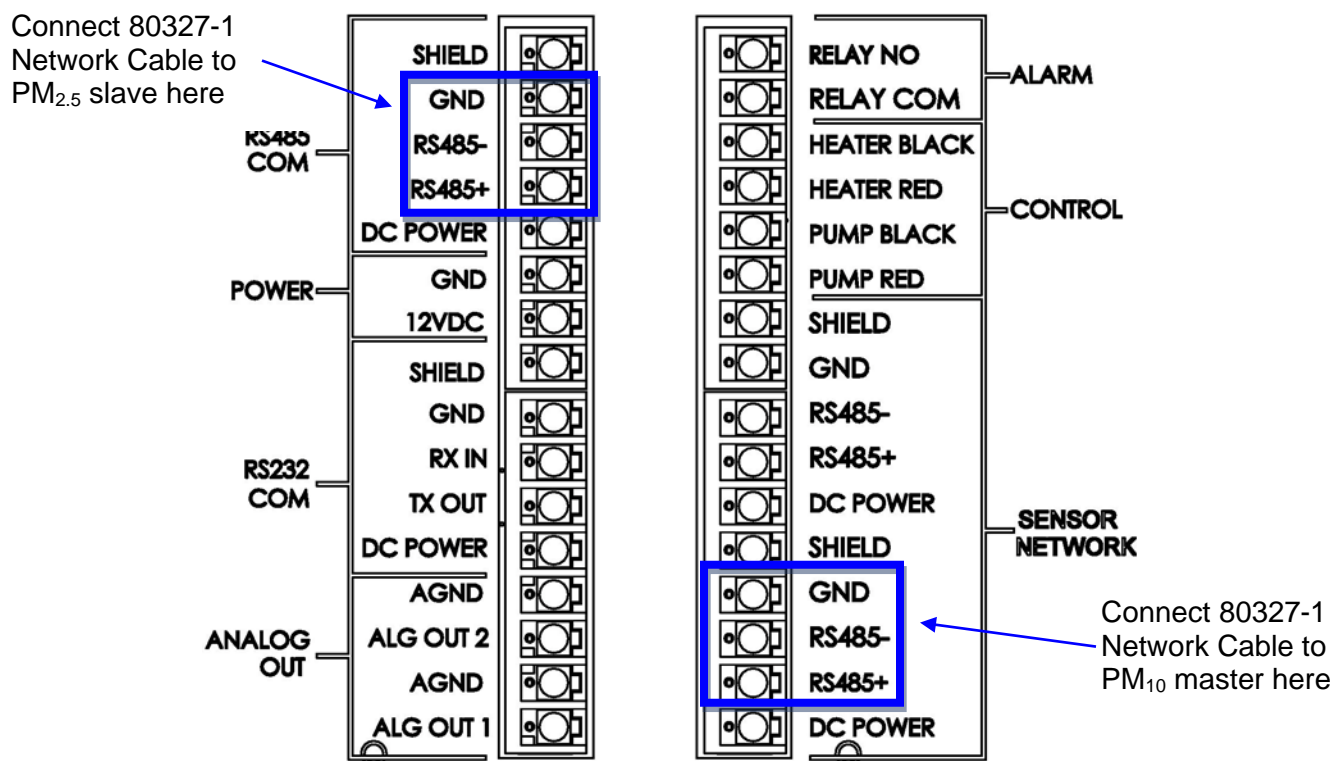 Connect 80327-1
Network Cable to
PM2.5 slave here
RS485
COM
POWER
RS232
COM
ANALOG
OUT
SHIELD
GND
RS485-
RS485+
DC POWER
GND
12VDC
SHIELD
GND
RX IN
TX OUT
DC POWER
AGND
ALG OUT 2
AGND
ALG OUT 1
RELAY NO
RELAY COM
HEATER BLACK
HEATER RED
PUMP BLACK
PUMP RED
SHIELD
GND
RS485-
RS485+
DC POWER
SHIELD
GND
RS485-
RS485+
DC POWER
ALARM
CONTROL
SENSOR
NETWORK
Connect 80327-1
Network Cable to
PM10 master here